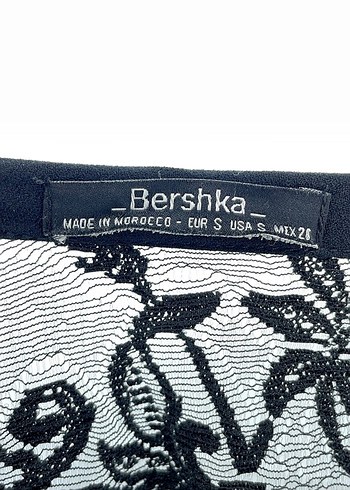 _Bershka_
MADE IN MOROCCO - EUR S USA S MEX 26